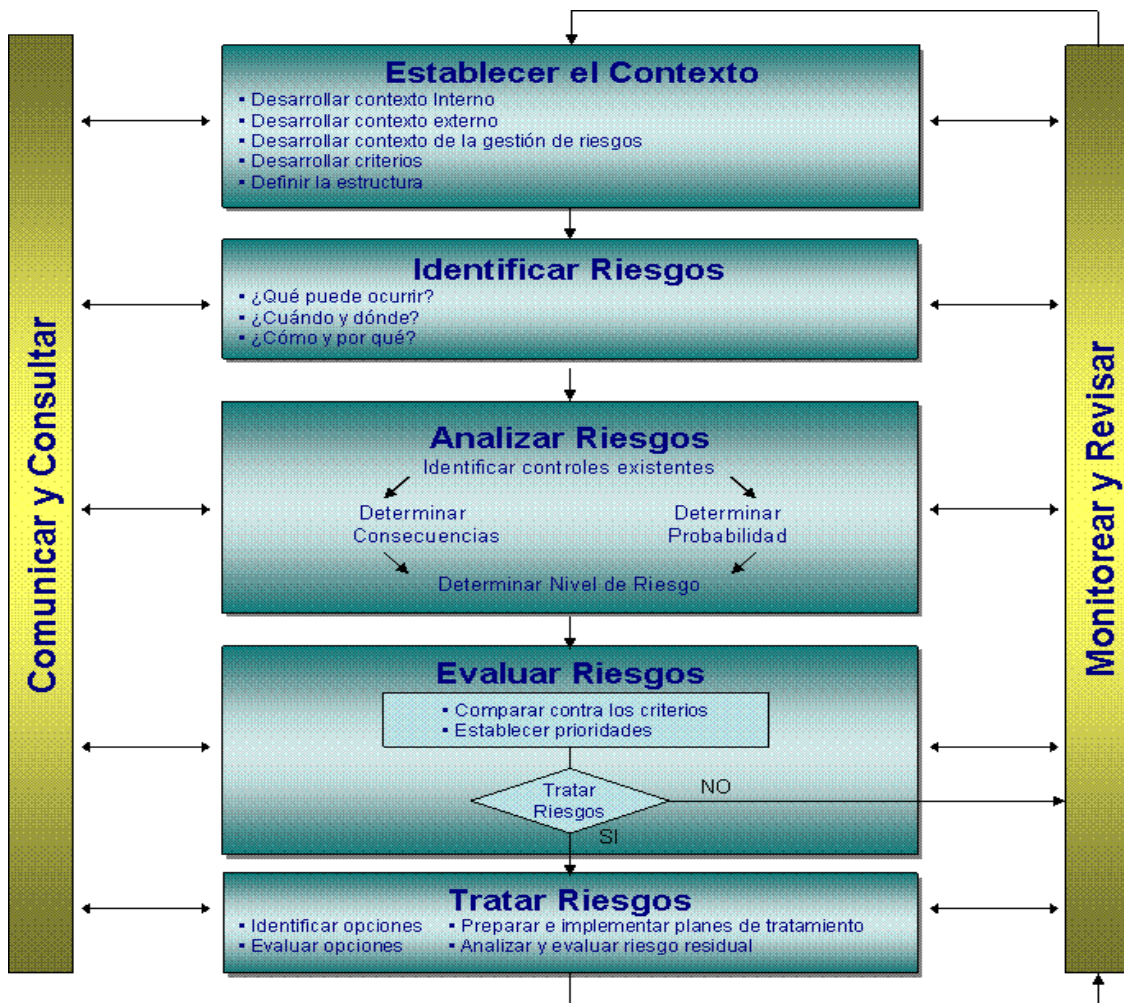 Comunicar y Consultar
Establecer el Contexto
▪ Desarrollar contexto Interno
▪ Desarrollar contexto externo
▪ Desarrollar contexto de la gestión de riesgos
▪ Desarrollar criterios
▪ Definir la estructura
Identificar Riesgos
▪ ¿Qué puede ocurrir?
▪ ¿Cuándo y dónde?
▪ ¿Cómo y por qué?
Analizar Riesgos
Identificar controles existentes
Determinar
Consecuencias
Determinar
Probabilidad
Determinar Nivel de Riesgo
Evaluar Riesgos
▪ Comparar contra los criterios
▪ Establecer prioridades
Tratar
Riesgos
NO
SI
Tratar Riesgos
▪ Identificar opciones
▪ Evaluar opciones
▪ Preparar e implementar planes de tratamiento
▪ Analizar y evaluar riesgo residual
Monitorear y Revisar